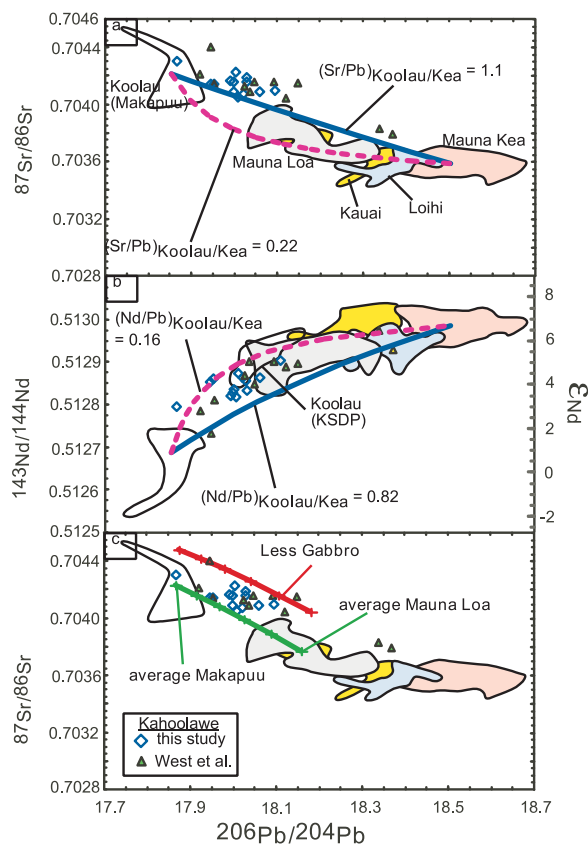 a
0.7046
0.7040
0.7036
0.7032
0.7028
87Sr/86Sr
Koolau
(Makapuu)
(Sr/Pb)Koolau/Kea = 1.1
Mauna Kea
Mauna Loa
Kauai
Loihi
(Sr/Pb)Koolau/Kea = 0.22
b
0.5130
0.5129
0.5128
0.5127
0.5126
0.5125
143Nd/144Nd
(Nd/Pb)Koolau/Kea
= 0.16
Koolau
(KSDP)
(Nd/Pb)Koolau/Kea = 0.82
8
6
4
2
0
-2
εNd
c
0.7044
0.7040
0.7036
0.7032
0.7028
87Sr/86Sr
Less Gabbro
average Mauna Loa
average Makapuu
Kahoolawe
this study
West et al.
17.7
17.9
18.1
18.3
18.5
18.7
206Pb/204Pb